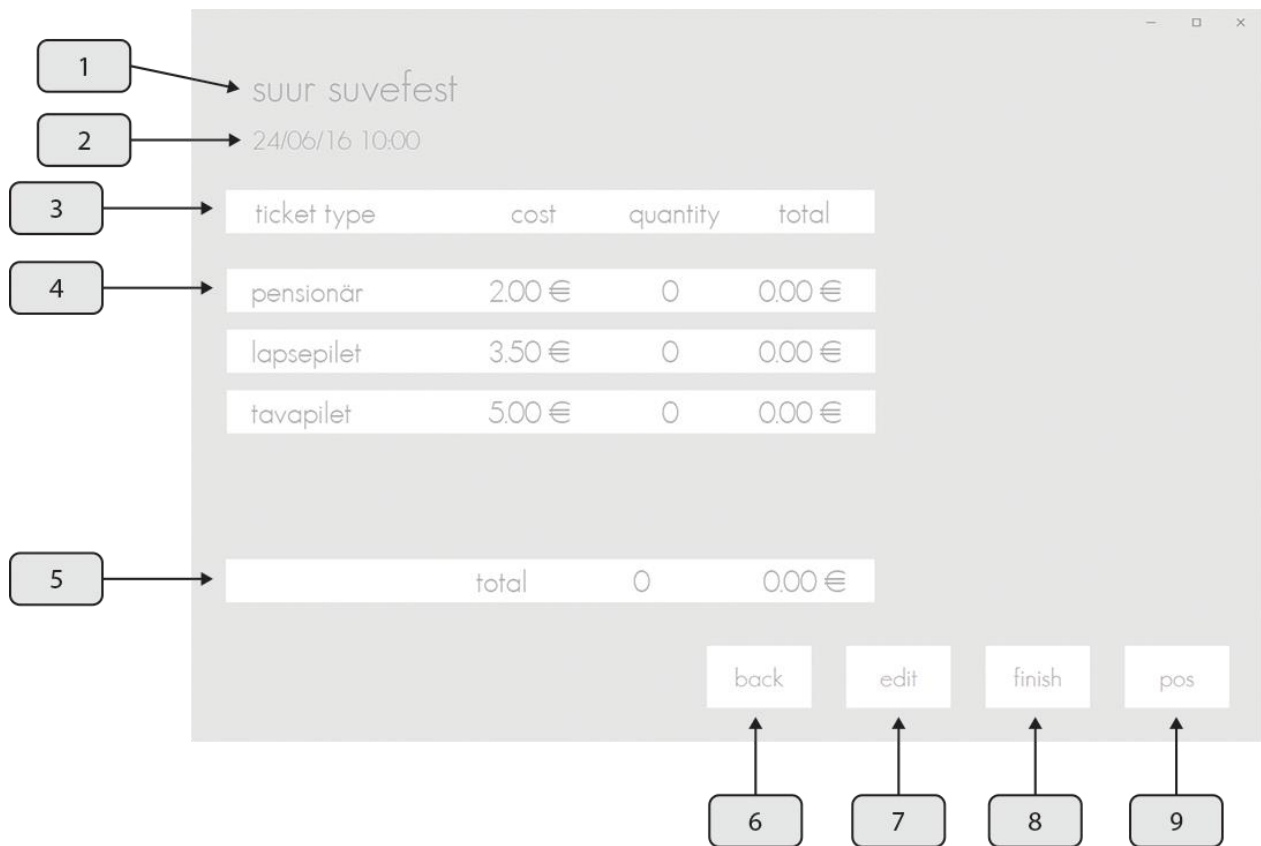 1
suur suvefest
2
24/06/16 10:00
3
ticket type cost quantity total
4
pensionär 2.00 € 0 0.00 €
lapsepilet 3.50 € 0 0.00 €
tavapilet 5.00 € 0 0.00 €
5
total 0 0.00 €
back edit finish pos
6 7 8 9